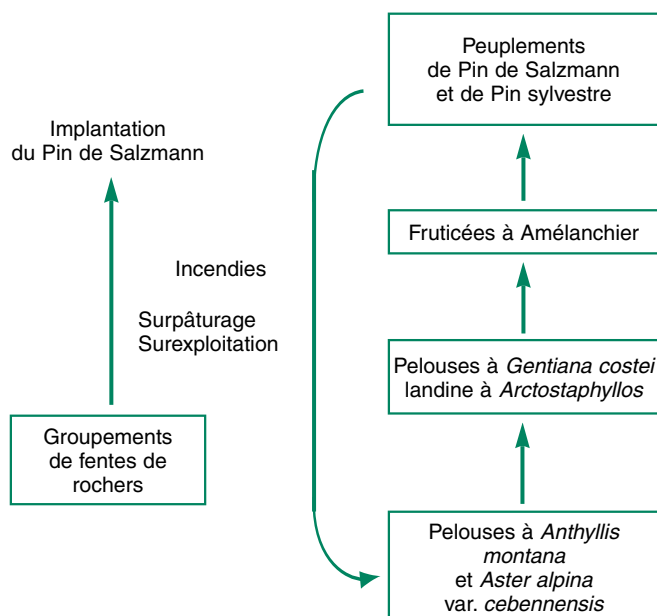 Peuplements
de Pin de Salzmann
et de Pin sylvestre
Implantation
du Pin de Salzmann
Fruticées à Amélanchier
Incendies
Surpâturage
Surexploitation
Pelouses à Gentiana costei
landine à Arctostaphyllos
Groupements
de fentes de
rochers
Pelouses à Anthyllis
montana
et Aster alpina
var. cebennensis